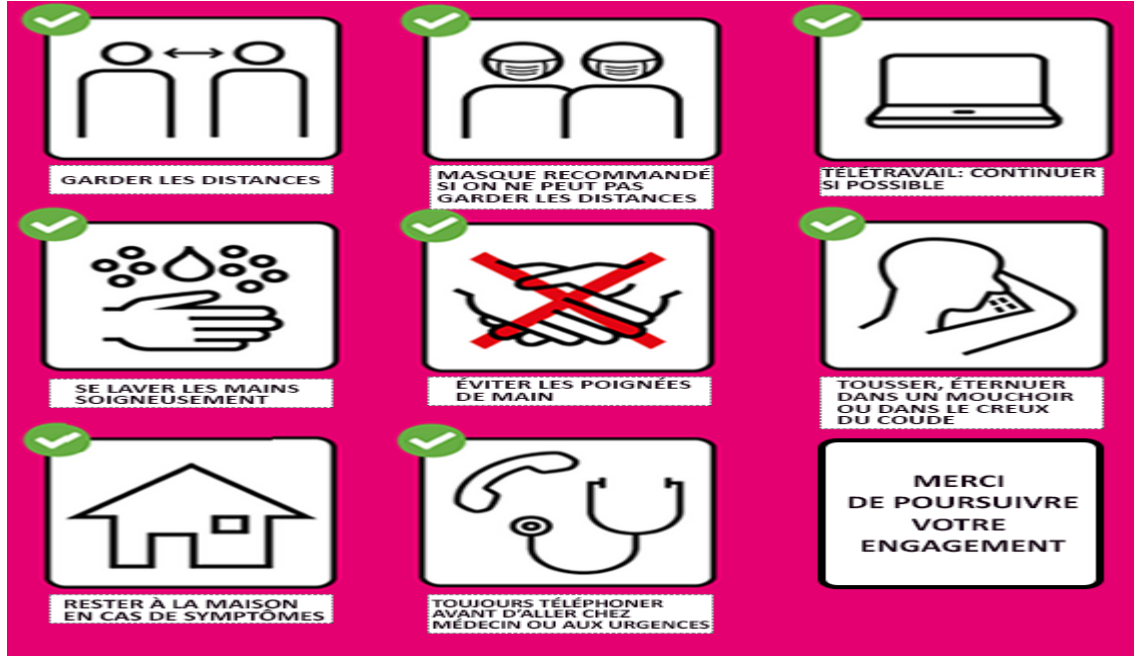 GARDER LES DISTANCES
MASQUE RECOMMANDÉ
SI ON NE PEUT PAS
GARDER LES DISTANCES
TÉLÉTRAVAIL: CONTINUER
SI POSSIBLE
SE LAVER LES MAINS
SOIGNEUSEMENT
ÉVITER LES POIGNÉES
DE MAIN
TOUSSER, ÉTERNUER
DANS UN MOUCHOIR
OU DANS LE CREUX
DU COUDE
RESTER À LA MAISON
EN CAS DE SYMPTÔMES
TOUJOURS TÉLÉPHONER
AVANT D'ALLER CHEZ
MÉDECIN OU AUX URGENCES
MERCI
DE POURSUIVRE
VOTRE
ENGAGEMENT